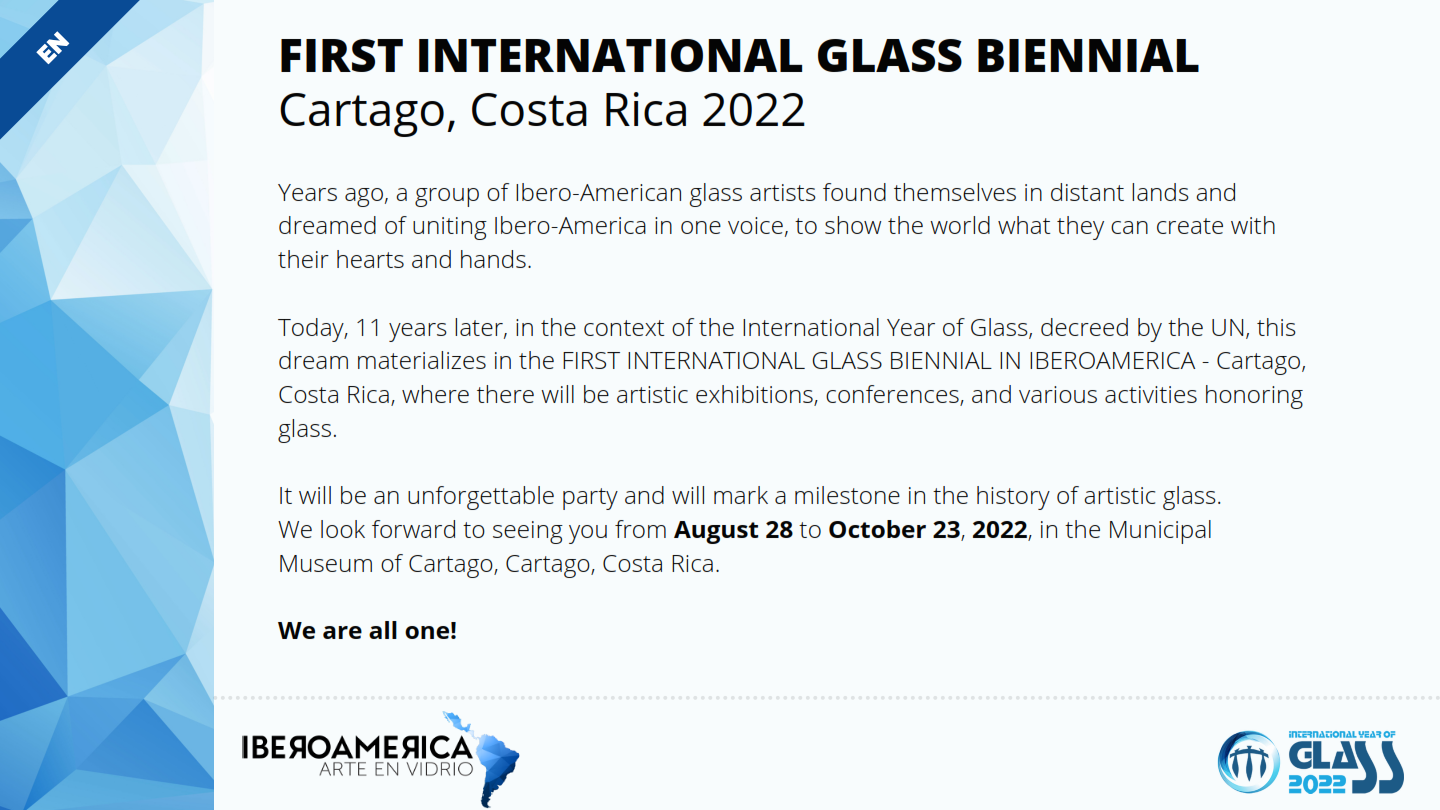 EN
FIRST INTERNATIONAL GLASS BIENNIAL
Cartago, Costa Rica 2022
Years ago, a group of Ibero-American glass artists found themselves in distant lands and
dreamed of uniting Ibero-America in one voice, to show the world what they can create with
their hearts and hands.
Today, 11 years later, in the context of the International Year of Glass, decreed by the UN, this
dream materializes in the FIRST INTERNATIONAL GLASS BIENNIAL IN IBEROAMERICA - Cartago,
Costa Rica, where there will be artistic exhibitions, conferences, and various activities honoring
glass.
It will be an unforgettable party and will mark a milestone in the history of artistic glass.
We look forward to seeing you from August 28 to October 23, 2022, in the Municipal
Museum of Cartago, Cartago, Costa Rica.
We are all one!
IBEROAMERICA
ARTE EN VIDRIO
INTERNATIONAL YEAR OF
GLASS
2022